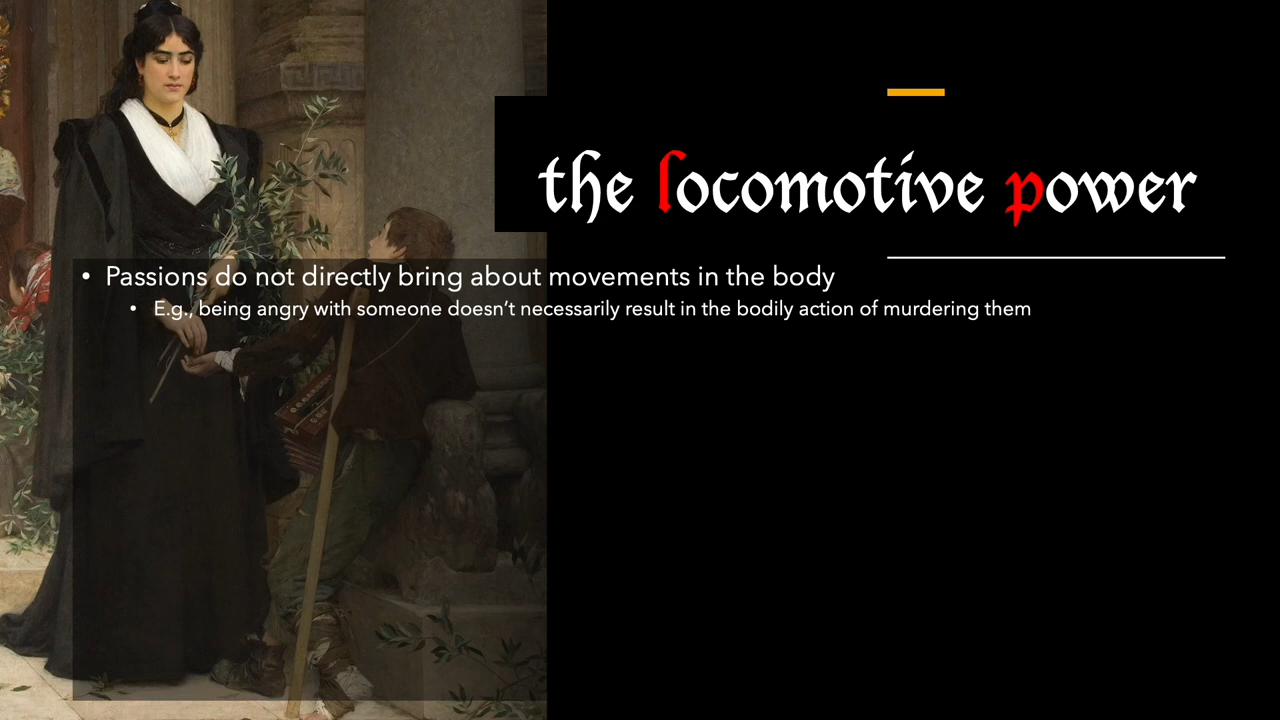 the locomotive power
• Passions do not directly bring about movements in the body
• E.g., being angry with someone doesn’t necessarily result in the bodily action of murdering them